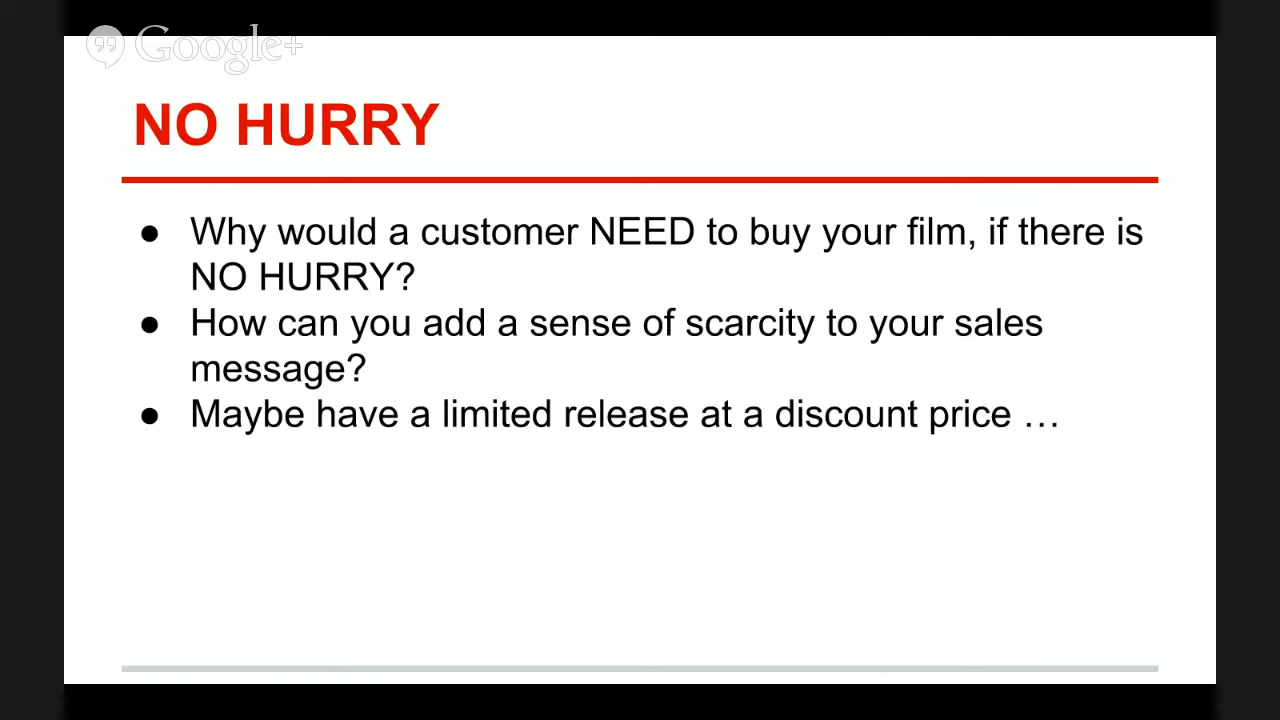 Google+
NO HURRY
● Why would a customer NEED to buy your film, if there is
NO HURRY?
● How can you add a sense of scarcity to your sales
message?
● Maybe have a limited release at a discount price …